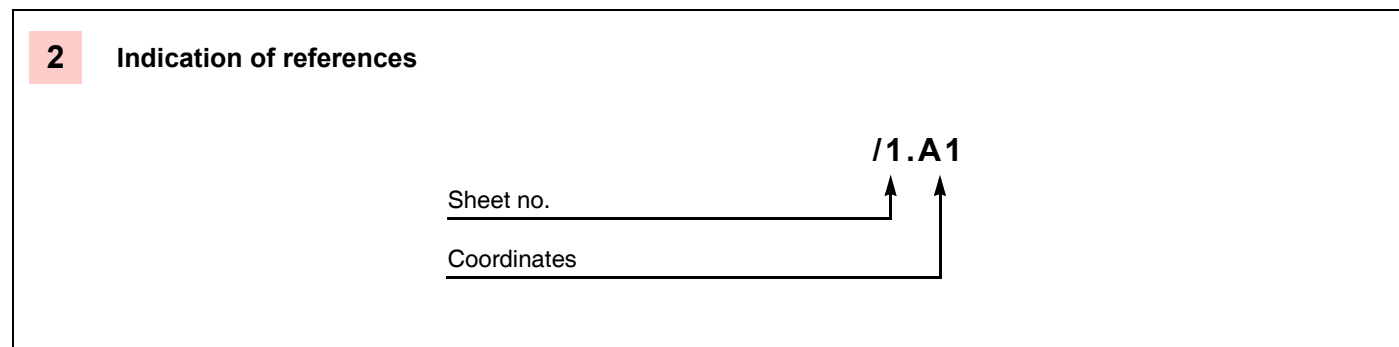 2 Indication of references
/1.A1
Sheet no.
Coordinates